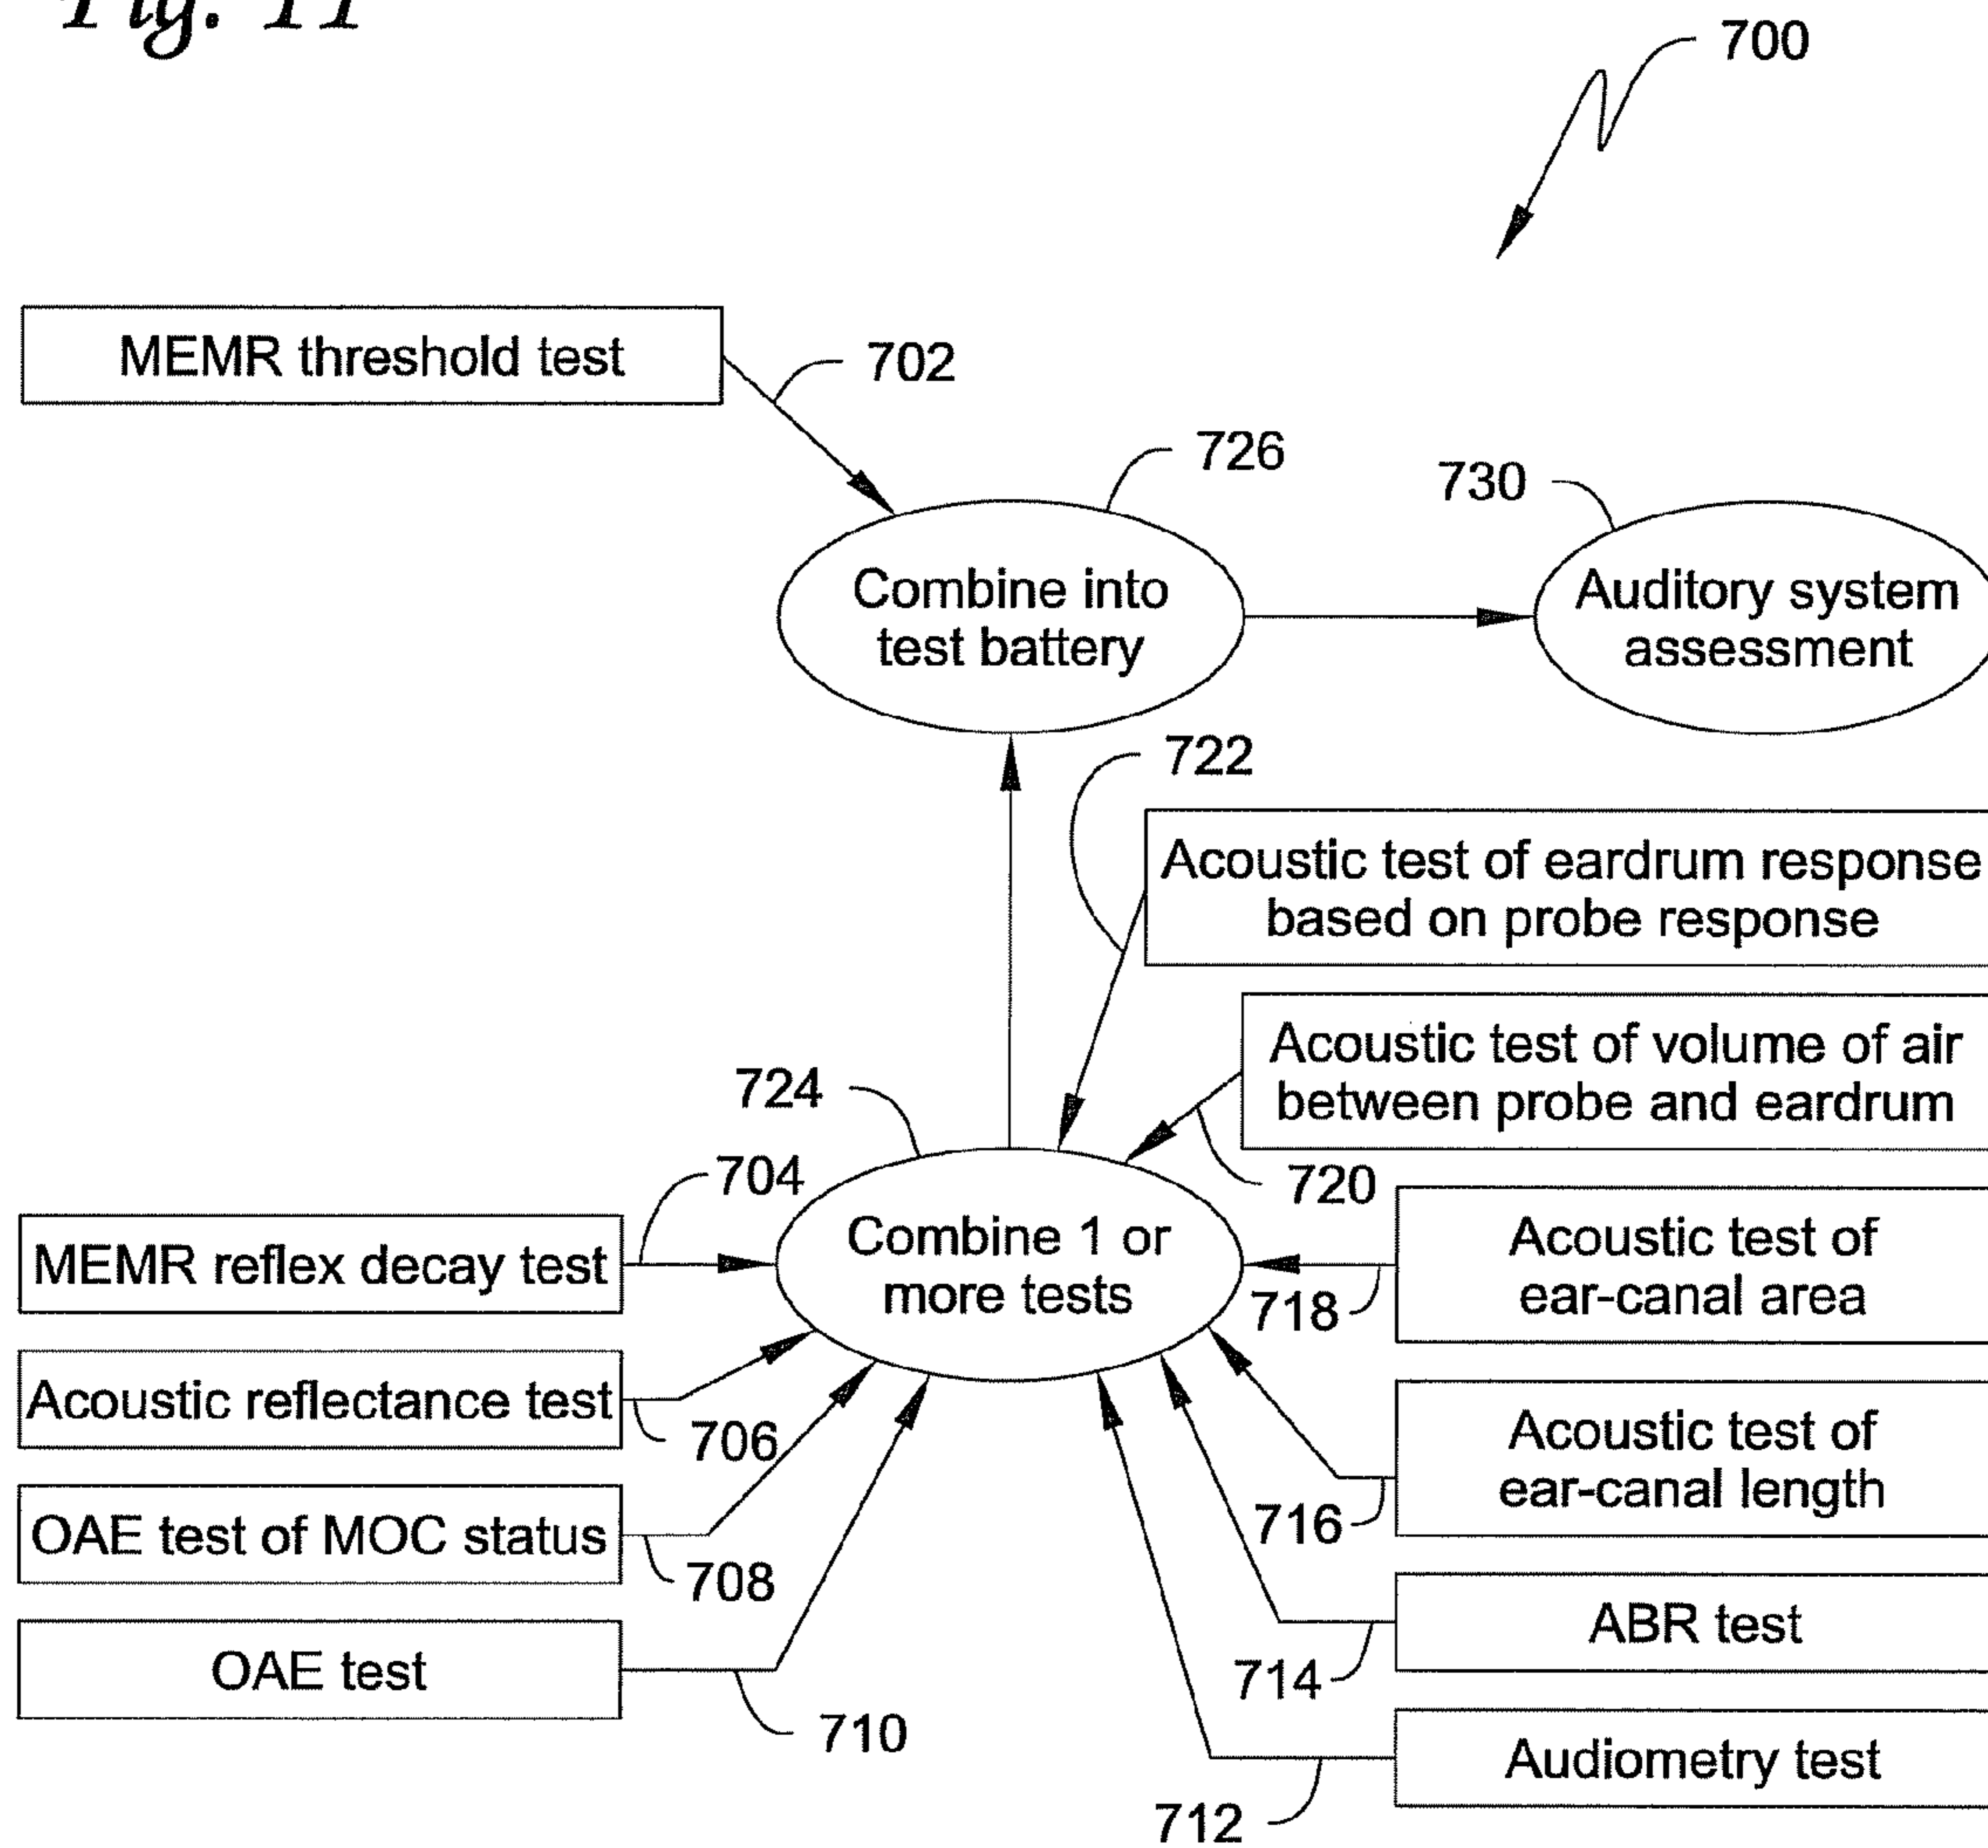 Fig. 11
700
MEMR threshold test
702
726
730
Combine into
test battery
Auditory system
assessment
722
Acoustic test of eardrum response
based on probe response
Acoustic test of volume of air
between probe and eardrum
724
720
704
MEMR reflex decay test
Combine 1 or
more tests
718
Acoustic test of
ear-canal area
Acoustic reflectance test
706
Acoustic test of
ear-canal length
716
OAE test of MOC status
708
ABR test
714
OAE test
710
Audiometry test
712